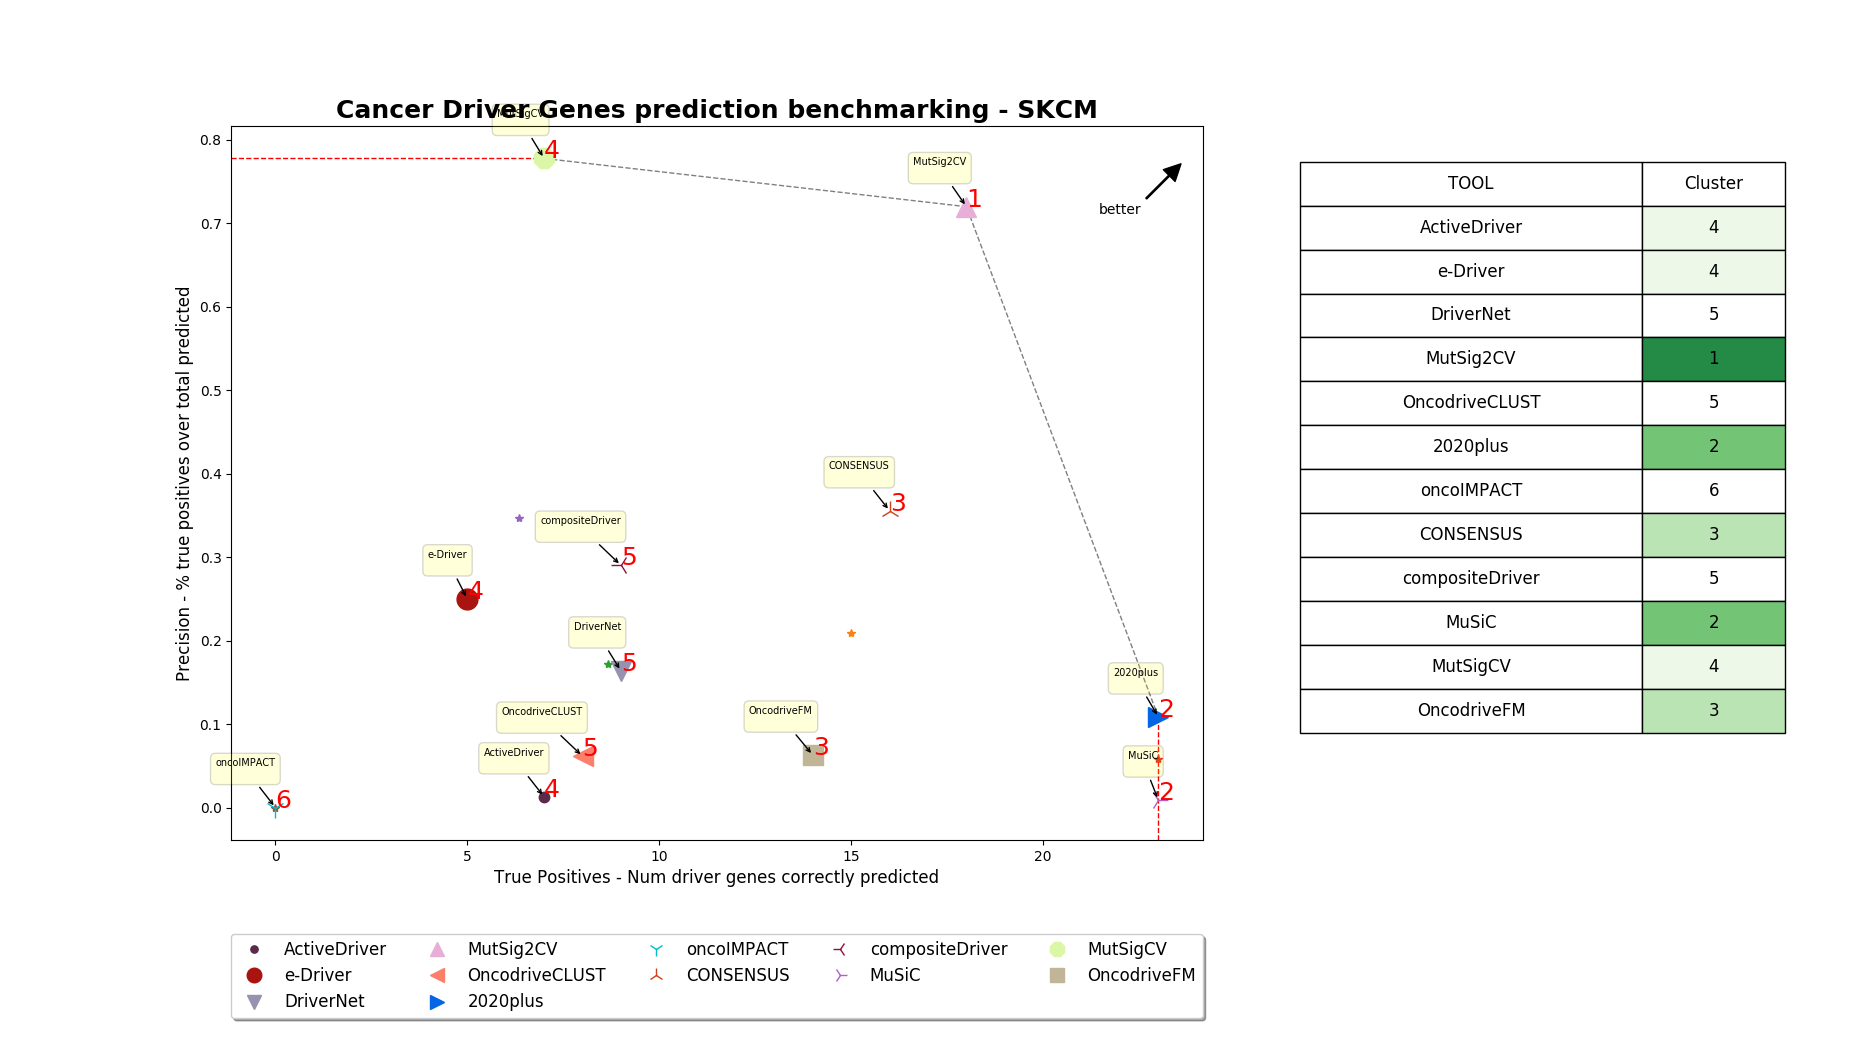 Cancer Driver Genes prediction benchmarking - SKCM
MutSigCV
4
MutSig2CV
1
better
CONSENSUS
3
compositeDriver
5
e-Driver
4
DriverNet
5
2020plus
2
OncodriveCLUST
5
OncodriveFM
3
ActiveDriver
4
MuSiC
2
oncoIMPACT
6
0.8
0.7
0.6
0.5
0.4
0.3
0.2
0.1
0.0
Precision - % true positives over total predicted
0 5 10 15 20
True Positives - Num driver genes correctly predicted
ActiveDriver MutSig2CV oncoIMPACT compositeDriver MutSigCV
e-Driver OncodriveCLUST CONSENSUS MuSiC OncodriveFM
DriverNet 2020plus
TOOL Cluster
ActiveDriver 4
e-Driver 4
DriverNet 5
MutSig2CV 1
OncodriveCLUST 5
2020plus 2
oncoIMPACT 6
CONSENSUS 3
compositeDriver 5
MuSiC 2
MutSigCV 4
OncodriveFM 3